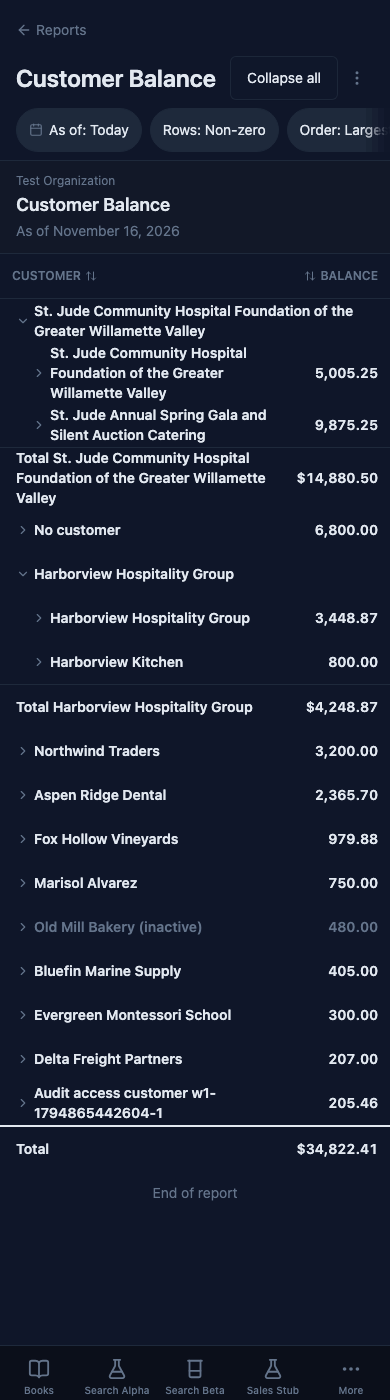 Reports
Customer Balance
Collapse all
As of: Today
Rows: Non-zero
Order: Larges
Test Organization
Customer Balance
As of November 16, 2026
CUSTOMER
BALANCE
St. Jude Community Hospital Foundation of the
Greater Willamette Valley
St. Jude Community Hospital
Foundation of the Greater
Willamette Valley
5,005.25
St. Jude Annual Spring Gala and
Silent Auction Catering
9,875.25
Total St. Jude Community Hospital
Foundation of the Greater Willamette
Valley
$14,880.50
No customer 6,800.00
Harborview Hospitality Group
Harborview Hospitality Group 3,448.87
Harborview Kitchen 800.00
Total Harborview Hospitality Group $4,248.87
Northwind Traders 3,200.00
Aspen Ridge Dental 2,365.70
Fox Hollow Vineyards 979.88
Marisol Alvarez 750.00
Old Mill Bakery (inactive) 480.00
Bluefin Marine Supply 405.00
Evergreen Montessori School 300.00
Delta Freight Partners 207.00
Audit access customer w1-
1794865442604-1
205.46
Total $34,822.41
End of report
Books
Search Alpha
Search Beta
Sales Stub
More